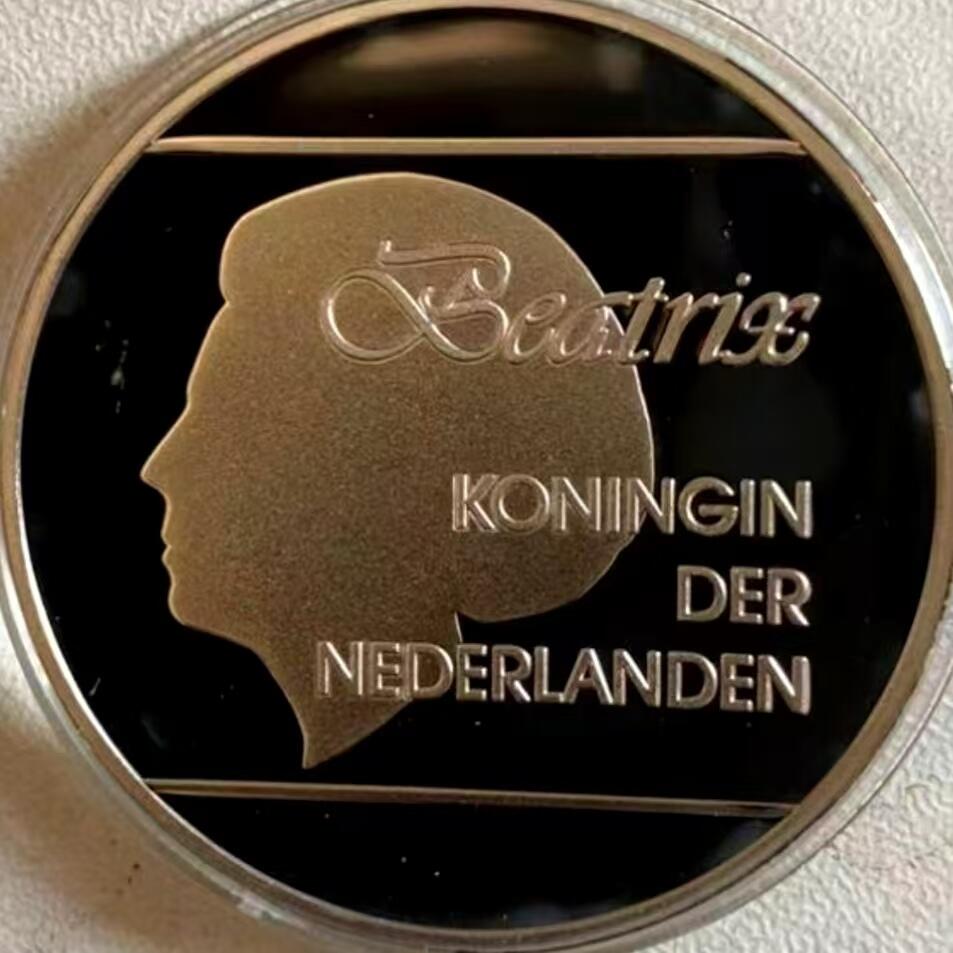 Beatrix
KONINGIN
DER
NEDERLANDEN